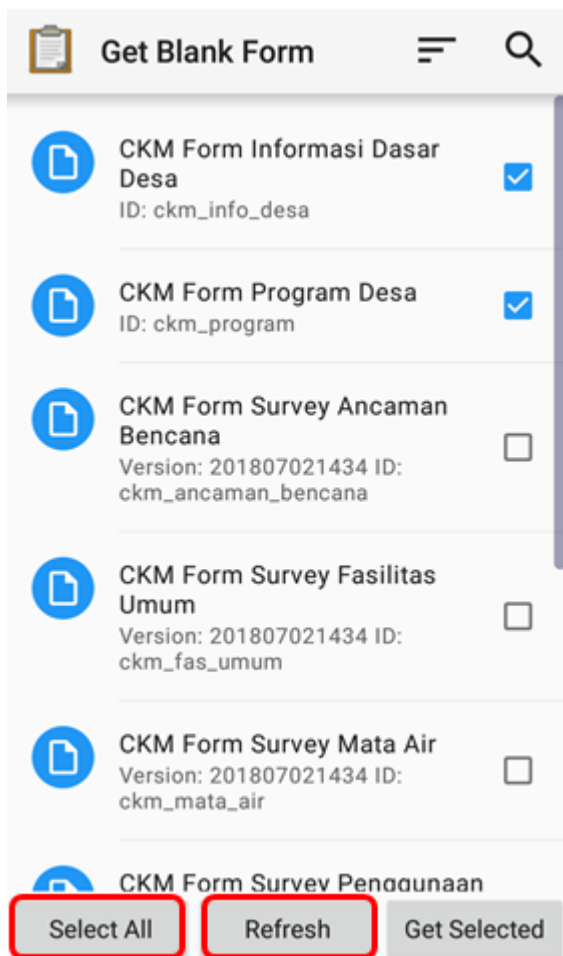 Get Blank Form
CKM Form Informasi Dasar
Desa
ID: ckm_info_desa
CKM Form Program Desa
ID: ckm_program
CKM Form Survey Ancaman
Bencana
Version: 201807021434 ID:
ckm_ancaman_bencana
CKM Form Survey Fasilitas
Umum
Version: 201807021434 ID:
ckm_fas_umum
CKM Form Survey Mata Air
Version: 201807021434 ID:
ckm_mata_air
CKM Form Survey Penggunaan
Select All
Refresh
Get Selected